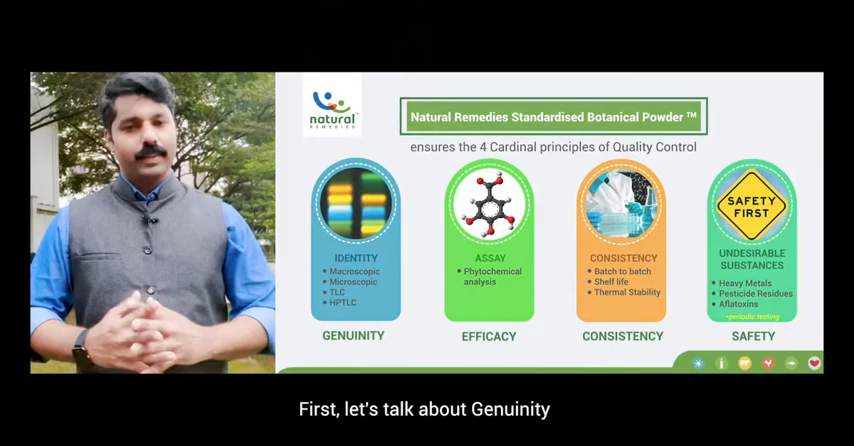 natural™
REMEDIES
Natural Remedies Standardised Botanical Powder ™
ensures the 4 Cardinal principles of Quality Control
IDENTITY
• Macroscopic
• Microscopic
• TLC
• HPTLC
GENUINITY
ASSAY
• Phytochemical
analysis
EFFICACY
CONSISTENCY
• Batch to batch
• Shelf life
• Thermal Stability
CONSISTENCY
SAFETY
FIRST
UNDESIRABLE
SUBSTANCES
• Heavy Metals
• Pesticide Residues
• Aflatoxins
•periodic testing
SAFETY
First, let's talk about Genuinity